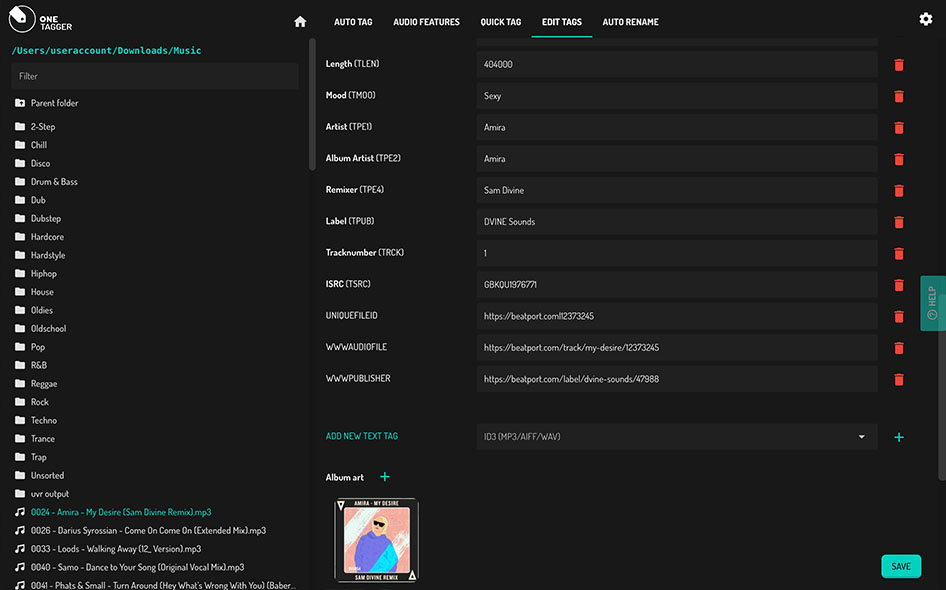 ONE
TAGGER
AUTO TAG
AUDIO FEATURES
QUICK TAG
EDIT TAGS
AUTO RENAME
/Users/useraccount/Downloads/Music
Filter
Parent folder
2-Step
Chill
Disco
Drum & Bass
Dub
Dubstep
Hardcore
Hardstyle
Hiphop
House
Oldies
Oldschool
Pop
R&B
Reggae
Rock
Techno
Trance
Trap
Unsorted
uvr output
0024 - Amira - My Desire (Sam Divine Remix).mp3
0026 - Darius Syrossian - Come On Come On (Extended Mix).mp3
0033 - Loods - Walking Away (12_ Version).mp3
0040 - Samo - Dance to Your Song (Original Vocal Mix).mp3
0041 - Phats & Small - Turn Around (Hey What's Wrong With You) (Baber...
Length (TLEN) 404000
Mood (TMOO) Sexy
Artist (TPE1) Amira
Album Artist (TPE2) Amira
Remixer (TPE4) Sam Divine
Label (TPUB) DVINE Sounds
Tracknumber (TRCK) 1
ISRC (TSRC) GBKQU1976771
UNIQUEFILEID https://beatport.com|12373245
WWWAUDIOFILE https://beatport.com/track/my-desire/12373245
WWWPUBLISHER https://beatport.com/label/dvine-sounds/47988
ADD NEW TEXT TAG ID3 (MP3/AIFF/WAV)
Album art
AMIRA - MY DESIRE
SAM DIVINE REMIX
HELP
SAVE